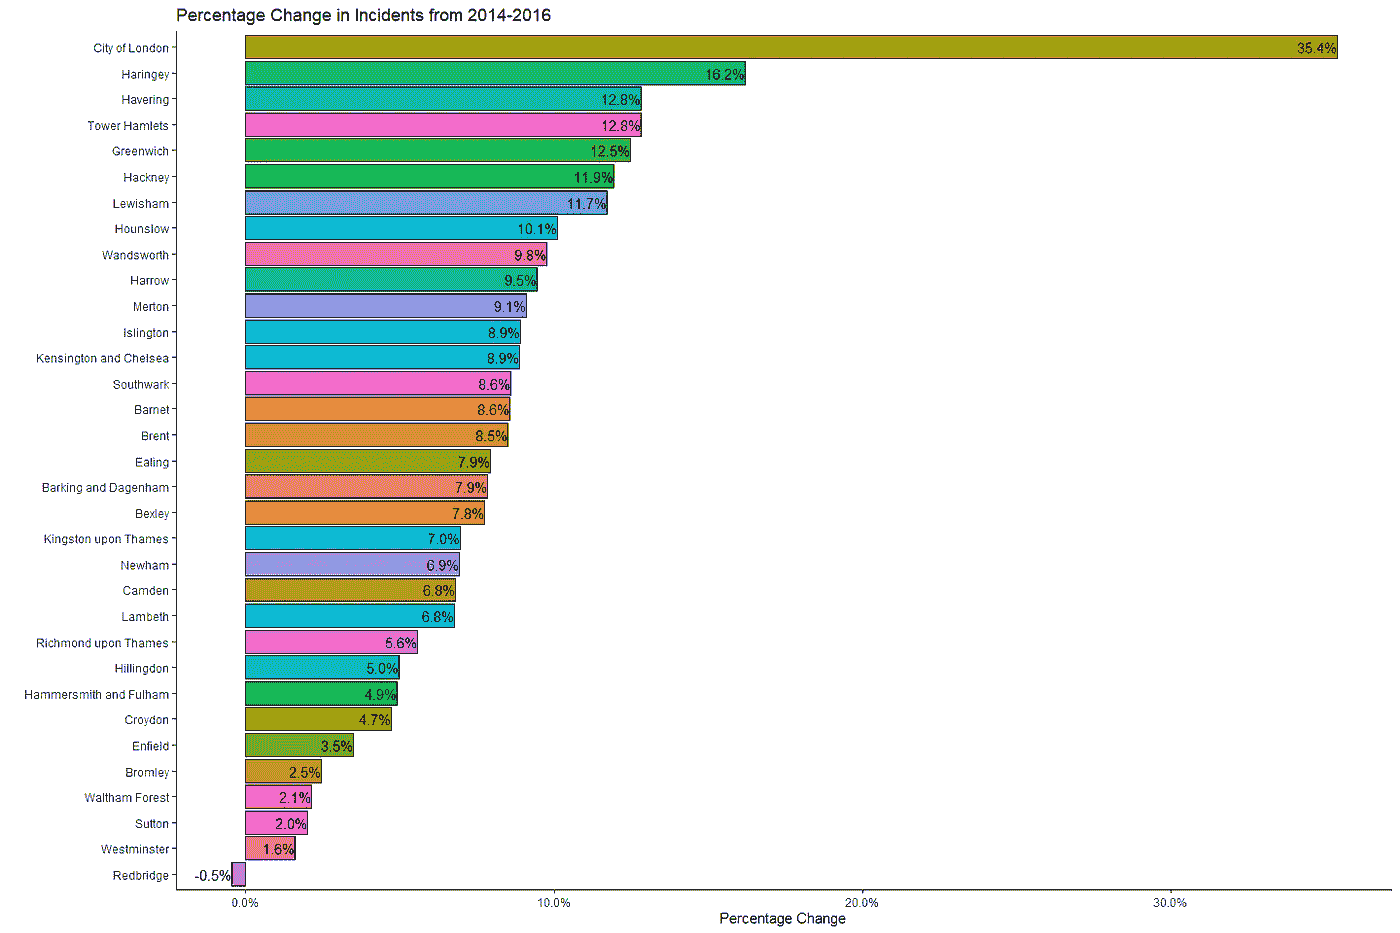 Percentage Change in Incidents from 2014-2016
City of London 35.4%
Haringey 16.2%
Havering 12.8%
Tower Hamlets 12.8%
Greenwich 12.5%
Hackney 11.9%
Lewisham 11.7%
Hounslow 10.1%
Wandsworth 9.8%
Harrow 9.5%
Merton 9.1%
Islington 8.9%
Kensington and Chelsea 8.9%
Southwark 8.6%
Barnet 8.6%
Brent 8.5%
Ealing 7.9%
Barking and Dagenham 7.9%
Bexley 7.8%
Kingston upon Thames 7.0%
Newham 6.9%
Camden 6.8%
Lambeth 6.8%
Richmond upon Thames 5.6%
Hillingdon 5.0%
Hammersmith and Fulham 4.9%
Croydon 4.7%
Enfield 3.5%
Bromley 2.5%
Waltham Forest 2.1%
Sutton 2.0%
Westminster 1.6%
Redbridge -0.5%
0.0% 10.0% 20.0% 30.0%
Percentage Change